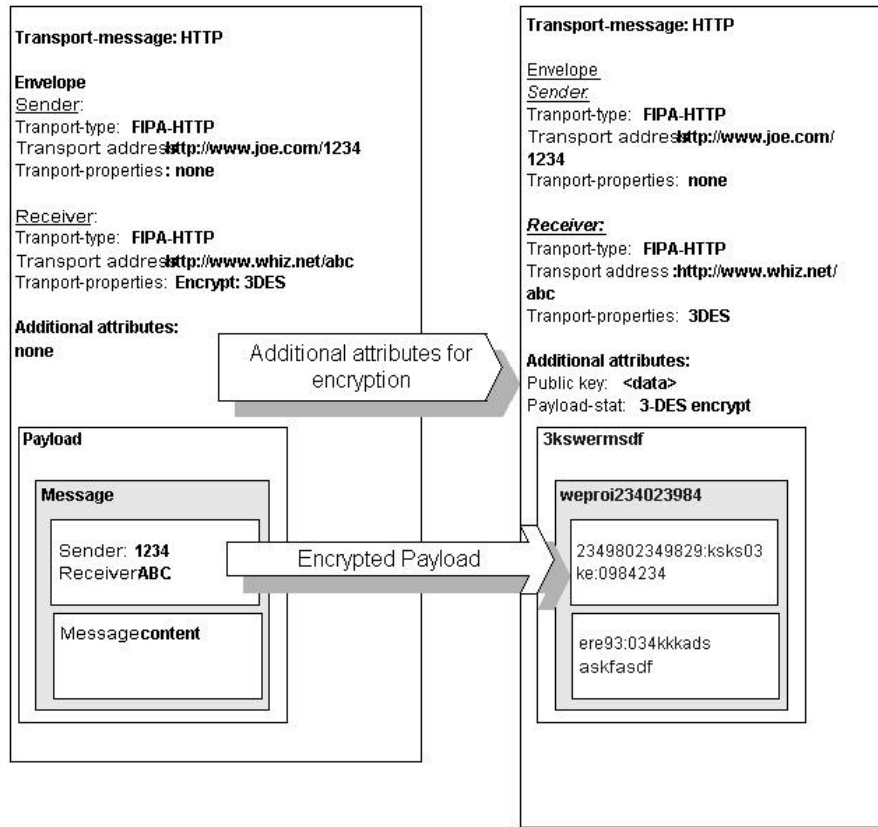 Transport-message: HTTP
Envelope
Sender:
Tranport-type: FIPA-HTTP
Transport address: http://www.joe.com/1234
Tranport-properties: none
Receiver:
Tranport-type: FIPA-HTTP
Transport address: http://www.whiz.net/abc
Tranport-properties: Encrypt: 3DES
Additional attributes:
none
Payload
Message
Sender: 1234
Receiver: ABC
Message content
Additional attributes for
encryption
Encrypted Payload
Transport-message: HTTP
Envelope
Sender:
Tranport-type: FIPA-HTTP
Transport address: http://www.joe.com/
1234
Tranport-properties: none
Receiver:
Tranport-type: FIPA-HTTP
Transport address :http://www.whiz.net/
abc
Tranport-properties: 3DES
Additional attributes:
Public key: <data>
Payload-stat: 3-DES encrypt
3kswermsdf
weproi234023984
2349802349829:ksks03
ke:0984234
ere93:034kkkads
askfasdf